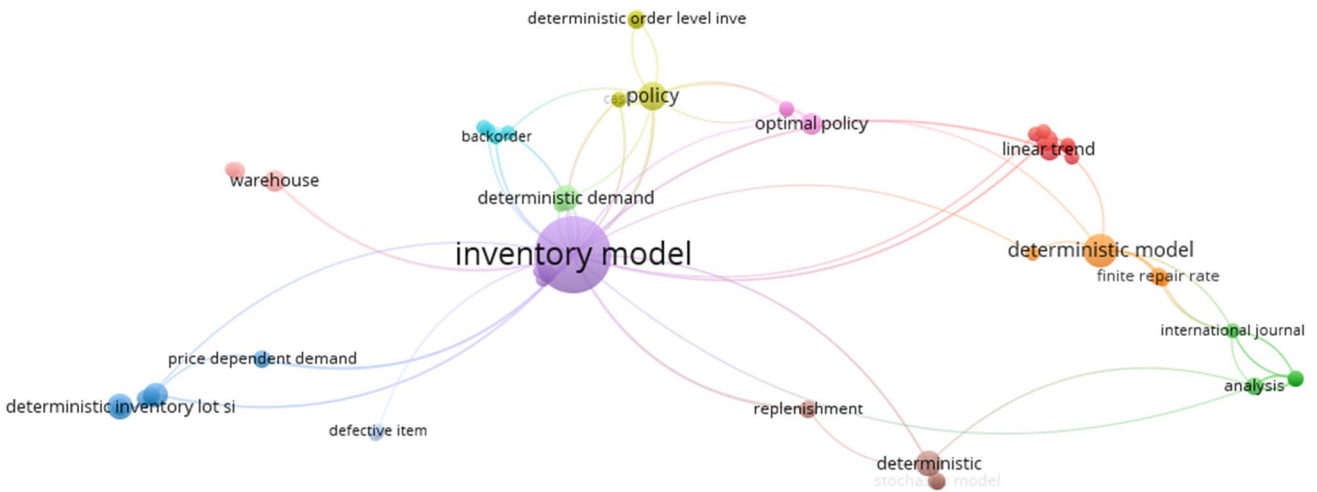 deterministic order level inve
policy
optimal policy
backorder
linear trend
warehouse
deterministic demand
inventory model
deterministic model
finite repair rate
international journal
price dependent demand
analysis
deterministic inventory lot si
replenishment
defective item
deterministic
model